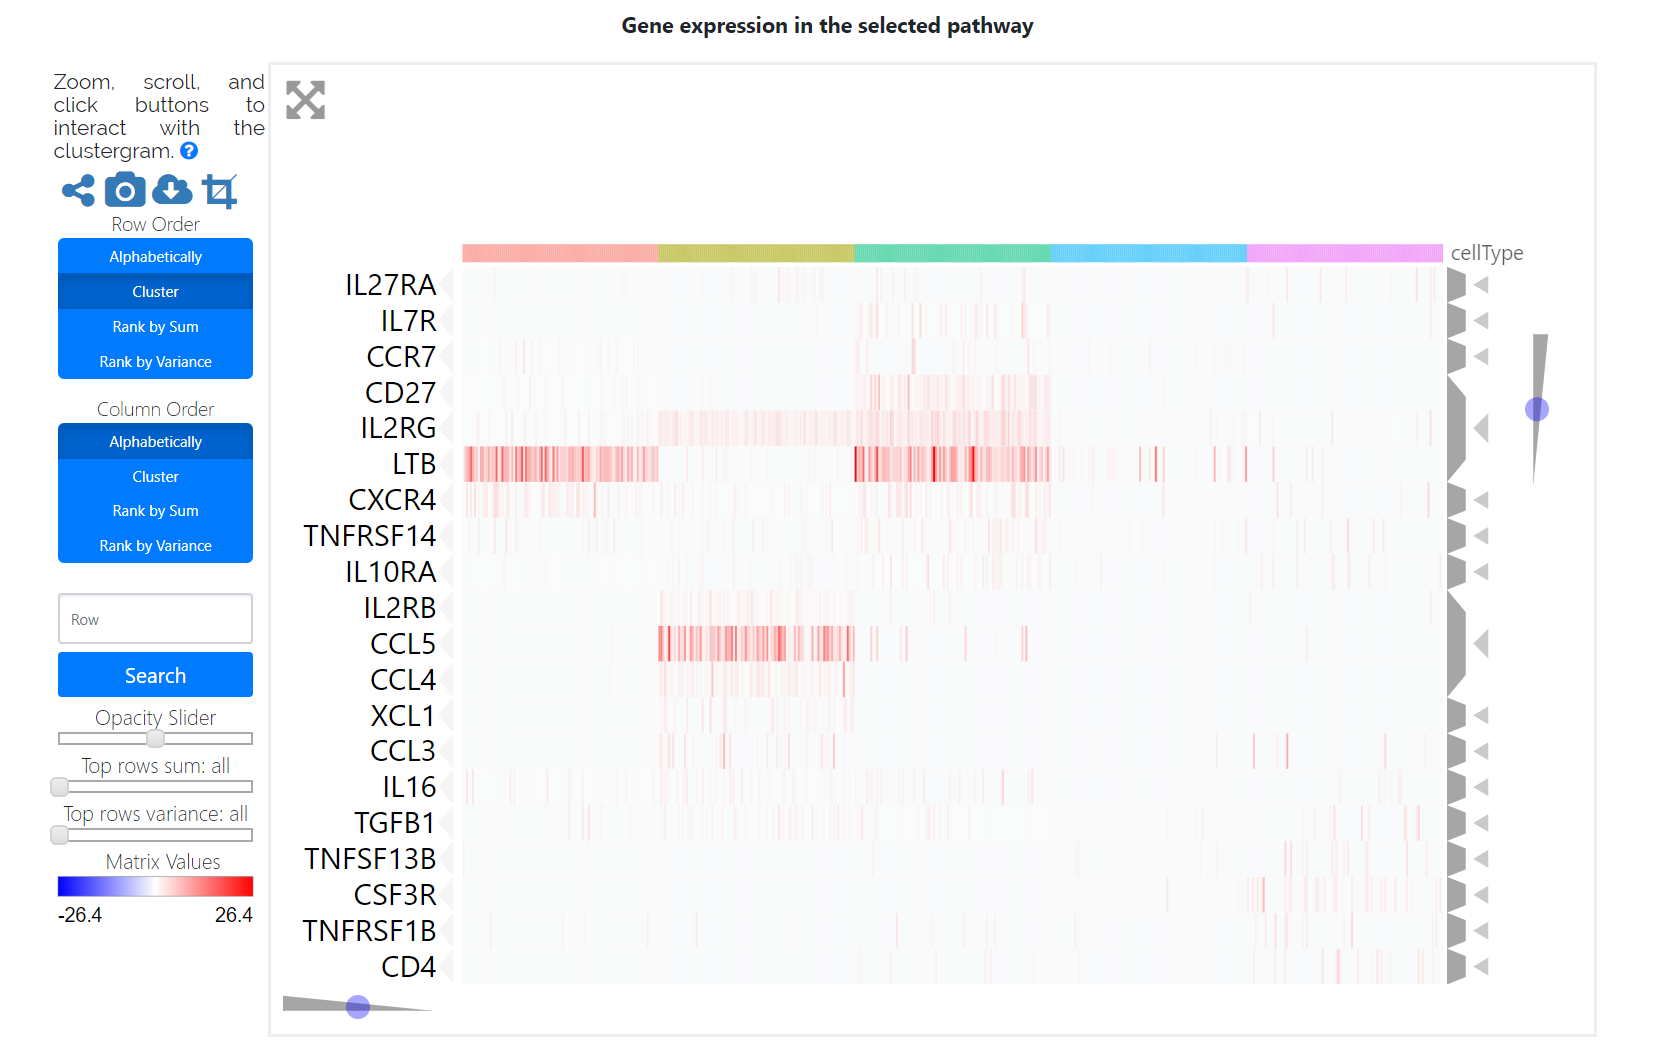 Gene expression in the selected pathway
Zoom, scroll, and
click buttons to
interact with the
clustergram. ?
Row Order
Alphabetically
Cluster
Rank by Sum
Rank by Variance
Column Order
Alphabetically
Cluster
Rank by Sum
Rank by Variance
Row
Search
Opacity Slider
Top rows sum: all
Top rows variance: all
Matrix Values
-26.4 26.4
cellType
IL27RA
IL7R
CCR7
CD27
IL2RG
LTB
CXCR4
TNFRSF14
IL10RA
IL2RB
CCL5
CCL4
XCL1
CCL3
IL16
TGFB1
TNFSF13B
CSF3R
TNFRSF1B
CD4